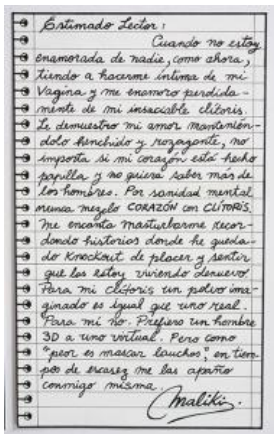 Estimado Lector:
Cuando no estoy
enamorada de nadie, como ahora,
tiendo a hacerme íntima de mi
Vagina y me enamoro perdida-
mente de mi insaciable clítoris.
Le demuestro mi amor mantenién-
dolo henchido y rozagante, no
importa si mi corazón está hecho
papilla y no quiera saber más de
los hombres. Por sanidad mental
nunca mezclo CORAZÓN con CLÍTORIS.
Me encanta masturbarme recor-
dando historias donde he queda-
do Knockout de placer y sentir
que las estoy viviendo denuevo.
Para mi clítoris un polvo ima-
ginado es igual que uno real.
Para mí no. Prefiero un hombre
3D a uno virtual. Pero como
"peor es mascar lauchas", en tiem-
pos de escasez me las apaño
conmigo misma.
Maliki.